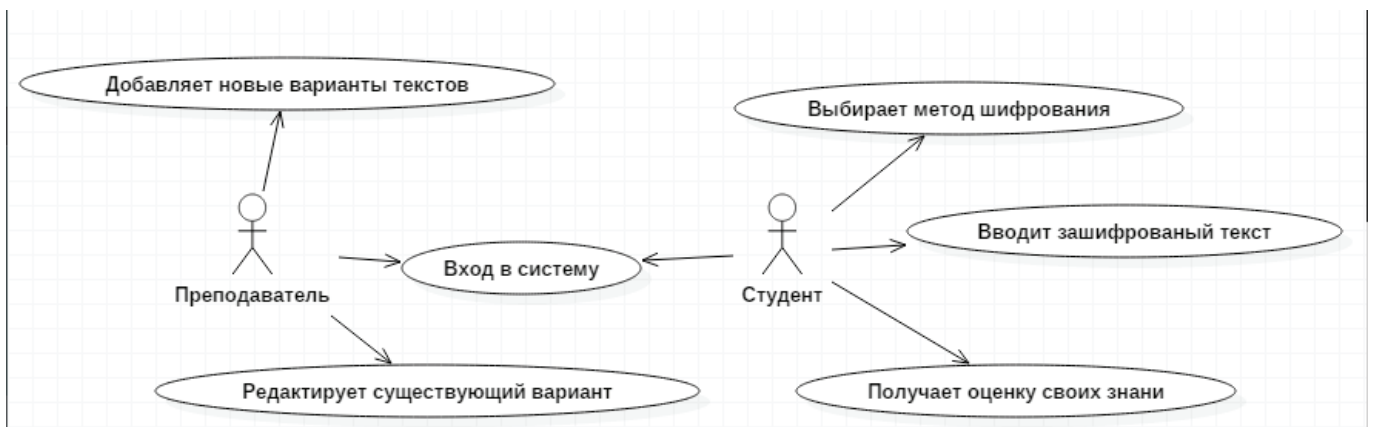 Добавляет новые варианты текстов
Выбирает метод шифрования
Вводит зашифрованый текст
Вход в систему
Преподаватель
Студент
Редактирует существующий вариант
Получает оценку своих знани